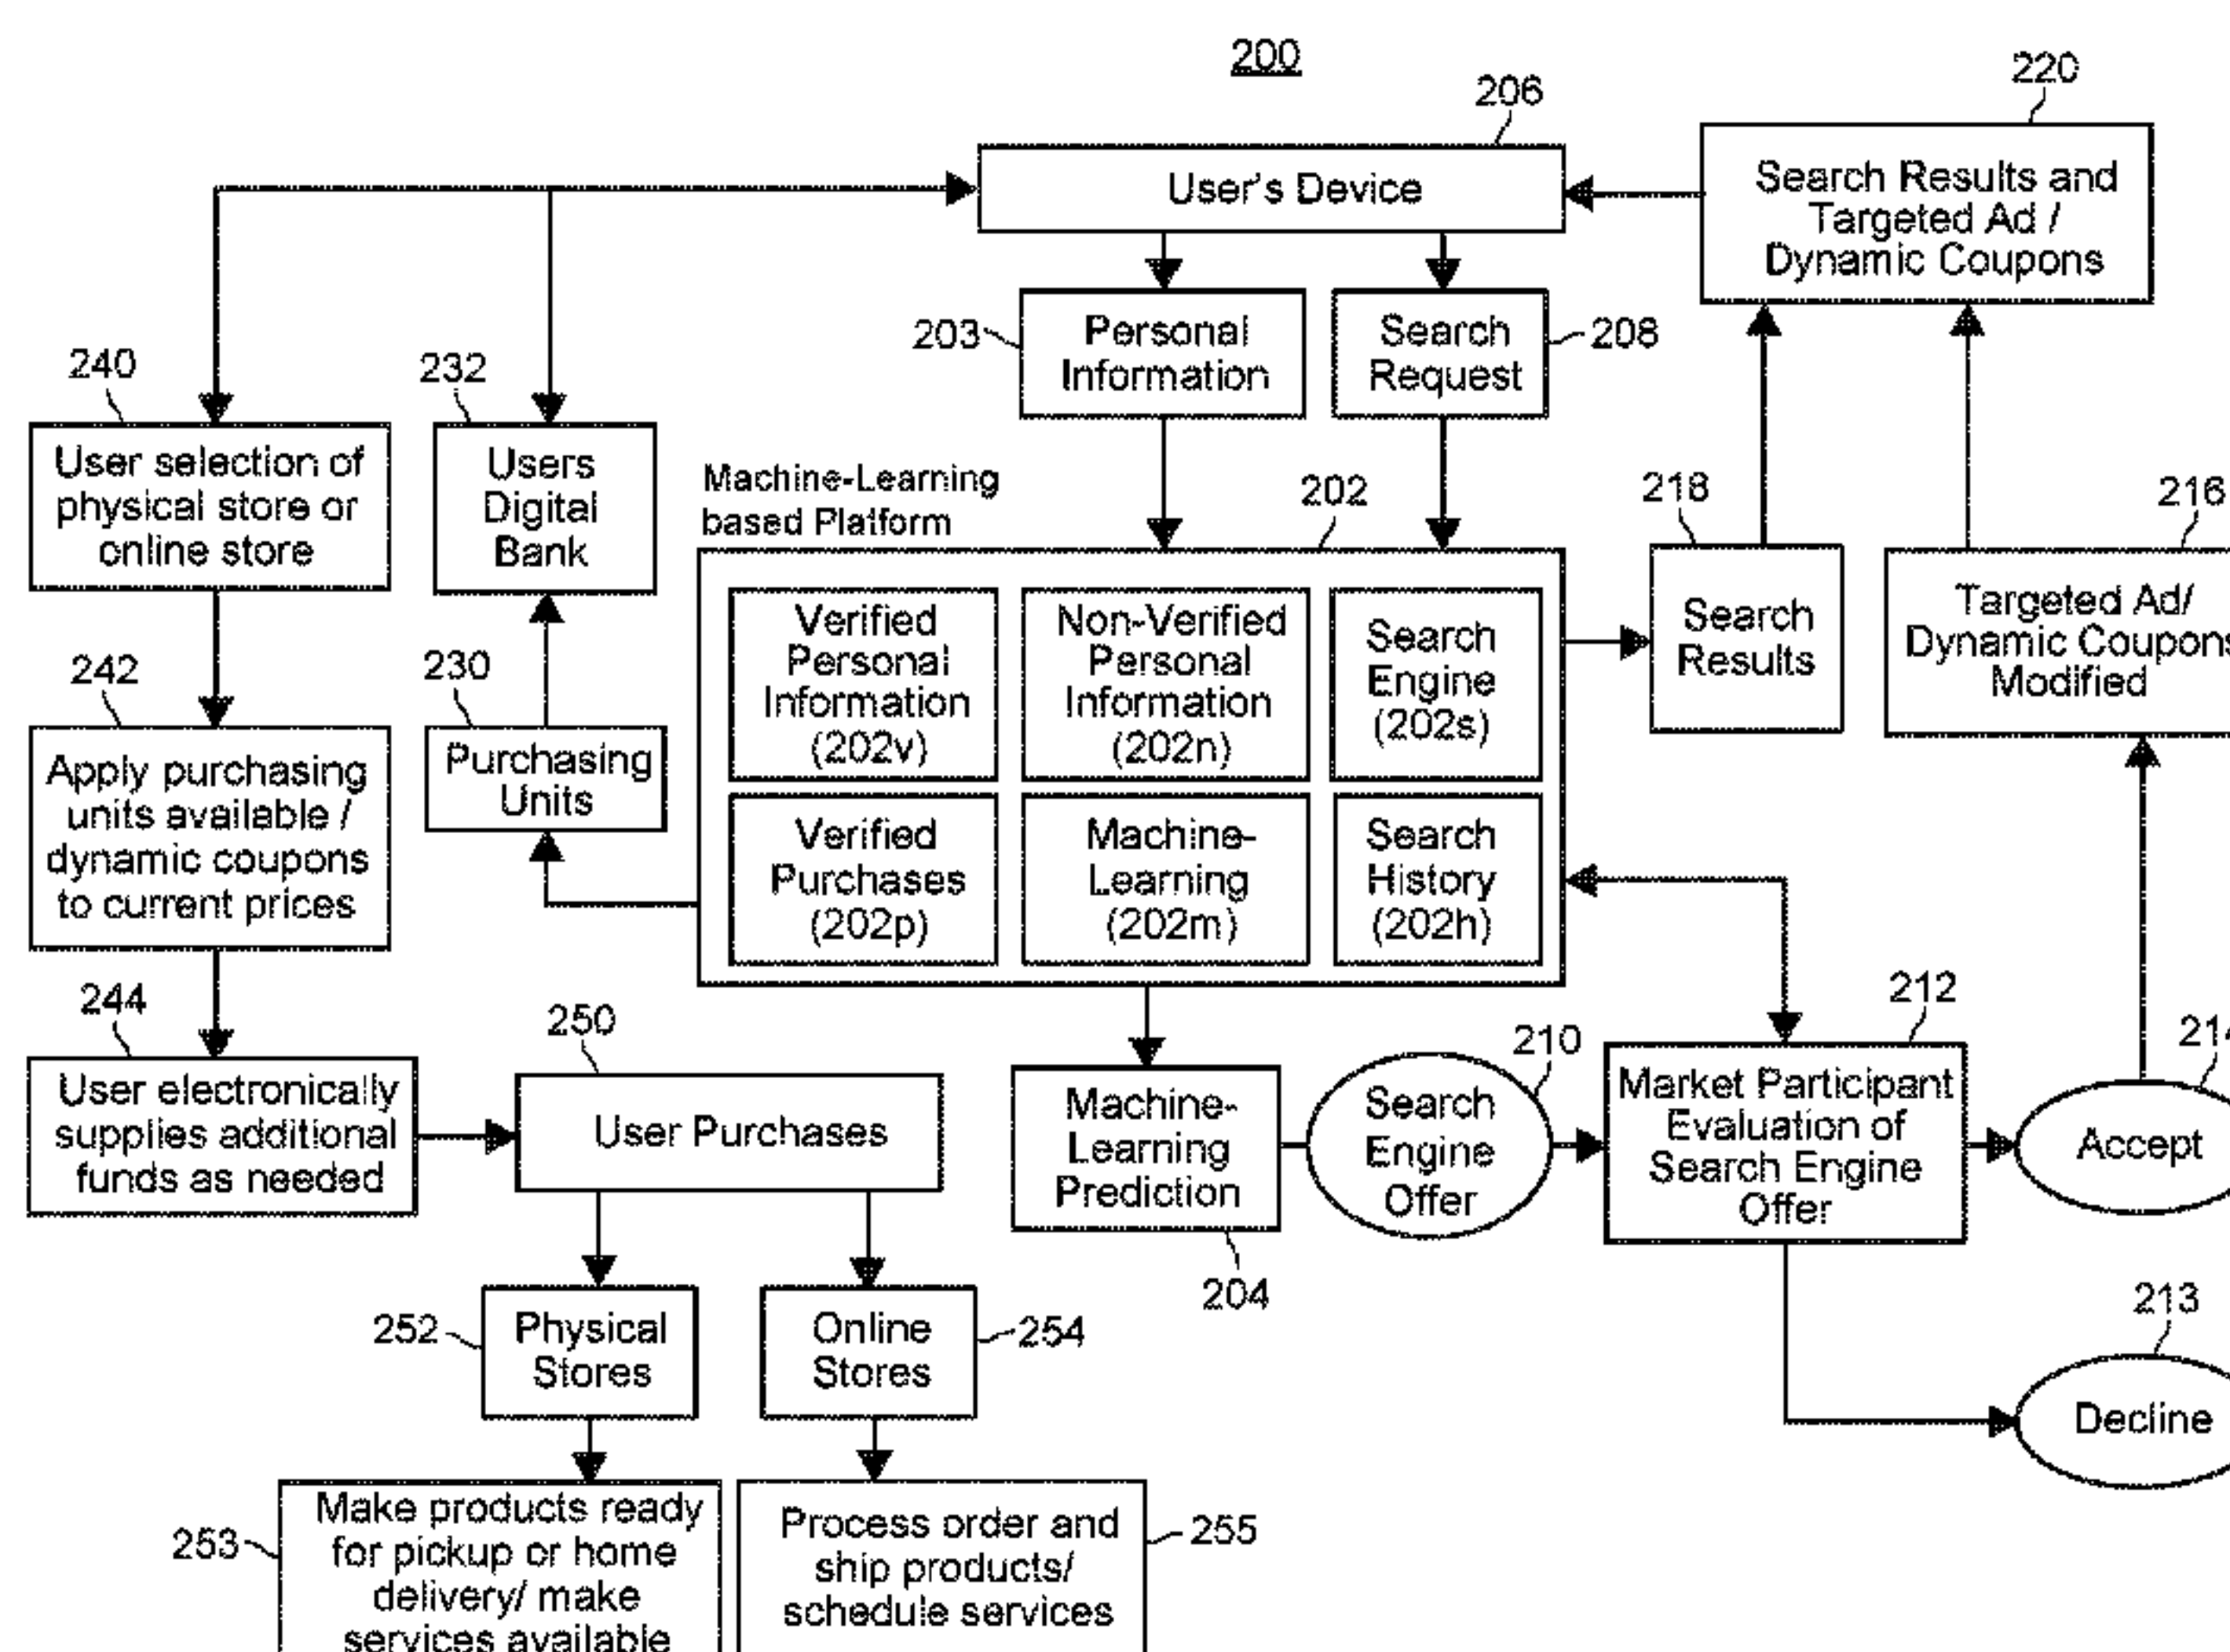 200
206
220
User's Device
Search Results and
Targeted Ad /
Dynamic Coupons
203
Personal
Information
Search
Request
208
240
232
User selection of
physical store or
online store
Users
Digital
Bank
Machine-Learning
based Platform
202
218
216
Verified
Personal
Information
(202v)
Non-Verified
Personal
Information
(202n)
Search
Engine
(202s)
Search
Results
Targeted Ad/
Dynamic Coupons
Modified
242
230
Apply purchasing
units available /
dynamic coupons
to current prices
Purchasing
Units
Verified
Purchases
(202p)
Machine-
Learning
(202m)
Search
History
(202h)
244
250
210
212
214
User electronically
supplies additional
funds as needed
User Purchases
Machine-
Learning
Prediction
Search
Engine
Offer
Market Participant
Evaluation of
Search Engine
Offer
Accept
204
213
252
Physical
Stores
Online
Stores
254
Decline
253
Make products ready
for pickup or home
delivery/ make
services available
Process order and
ship products/
schedule services
255